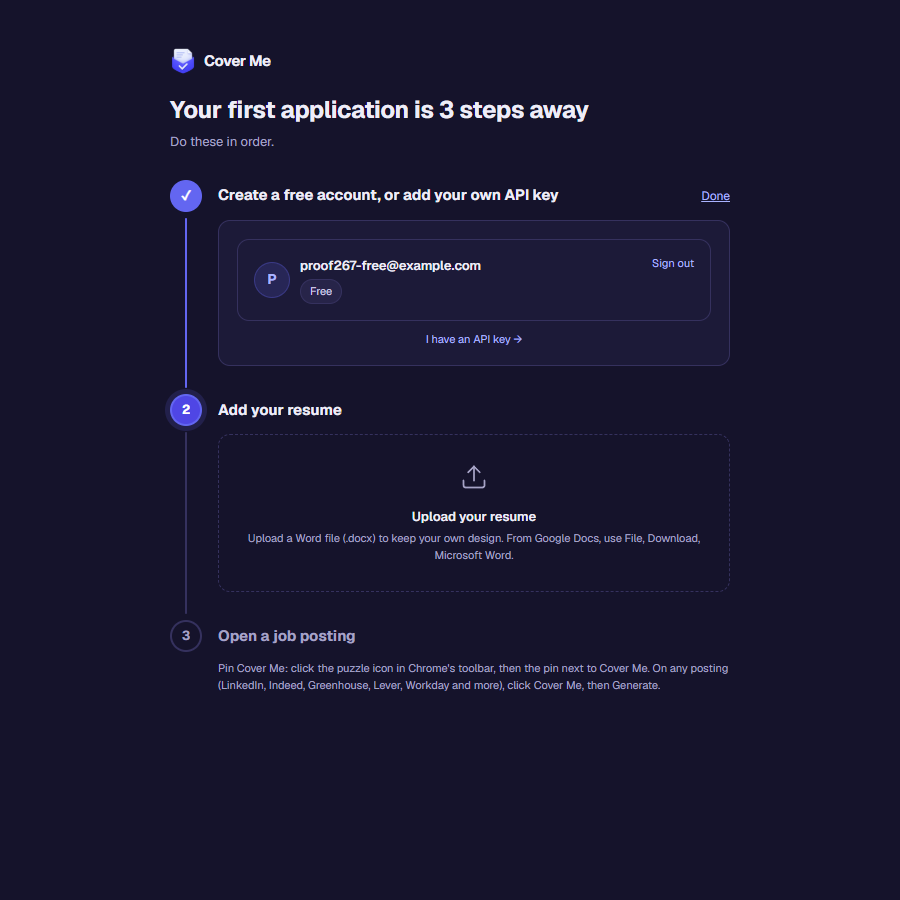 Cover Me
Your first application is 3 steps away
Do these in order.
Create a free account, or add your own API key
Done
P
proof267-free@example.com
Sign out
Free
I have an API key →
2
Add your resume
Upload your resume
Upload a Word file (.docx) to keep your own design. From Google Docs, use File, Download,
Microsoft Word.
3
Open a job posting
Pin Cover Me: click the puzzle icon in Chrome's toolbar, then the pin next to Cover Me. On any posting
(LinkedIn, Indeed, Greenhouse, Lever, Workday and more), click Cover Me, then Generate.